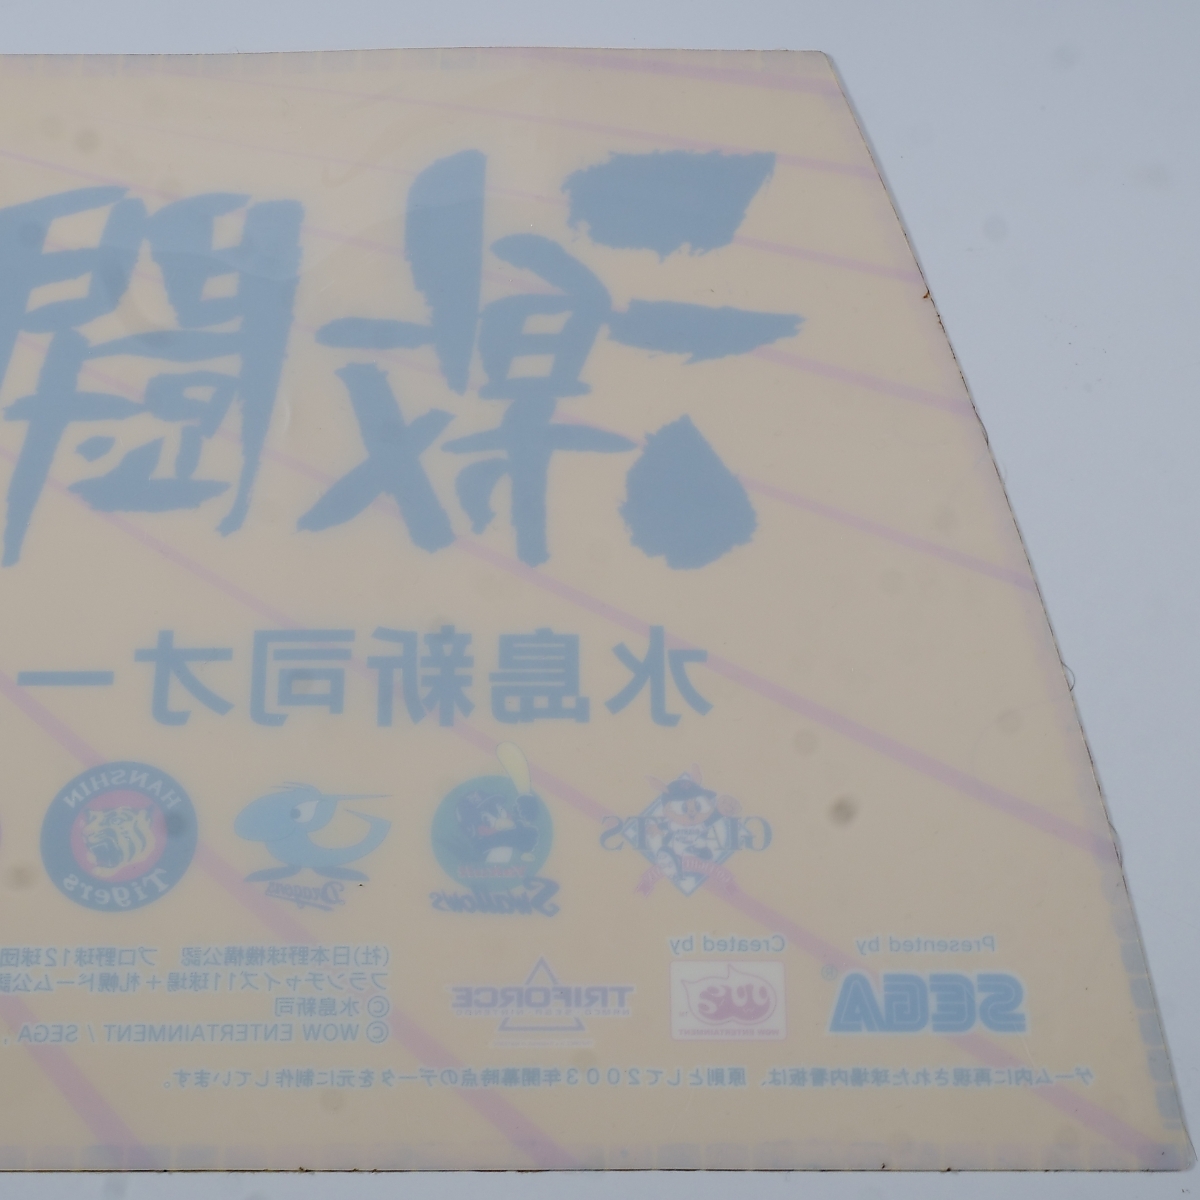 激闘
水島新司オー
GIANTS
Swallows
Dragons
HANSHIN
Tigers
Presented by
SEGA
Created by
WOW ENTERTAINMENT
TRIFORCE
(社)日本野球機構公認 プロ野球12球団
フランチャイズ11球場+札幌ドーム公認
© 水島新司
© WOW ENTERTAINMENT / SEGA ,
ゲーム内に再現された球場内看板は、原則として2003年開幕時点のデータを元に制作しています。